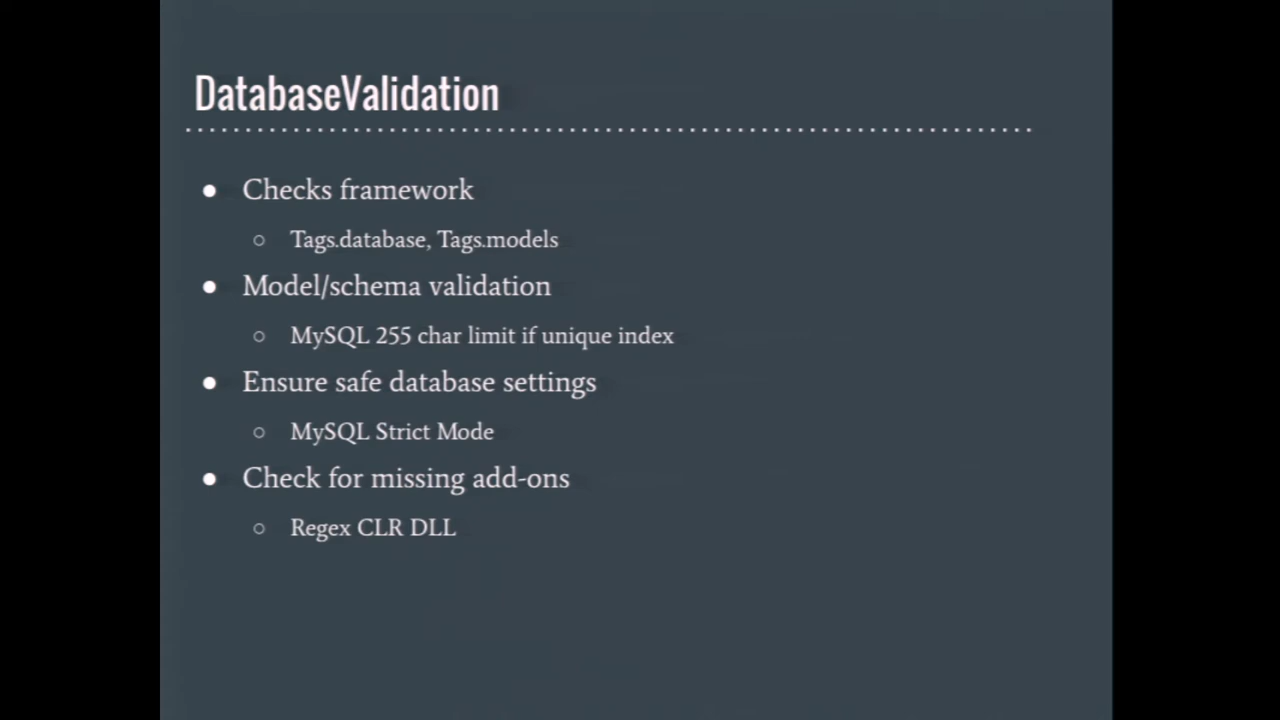 DatabaseValidation
● Checks framework
○ Tags.database, Tags.models
● Model/schema validation
○ MySQL 255 char limit if unique index
● Ensure safe database settings
○ MySQL Strict Mode
● Check for missing add-ons
○ Regex CLR DLL